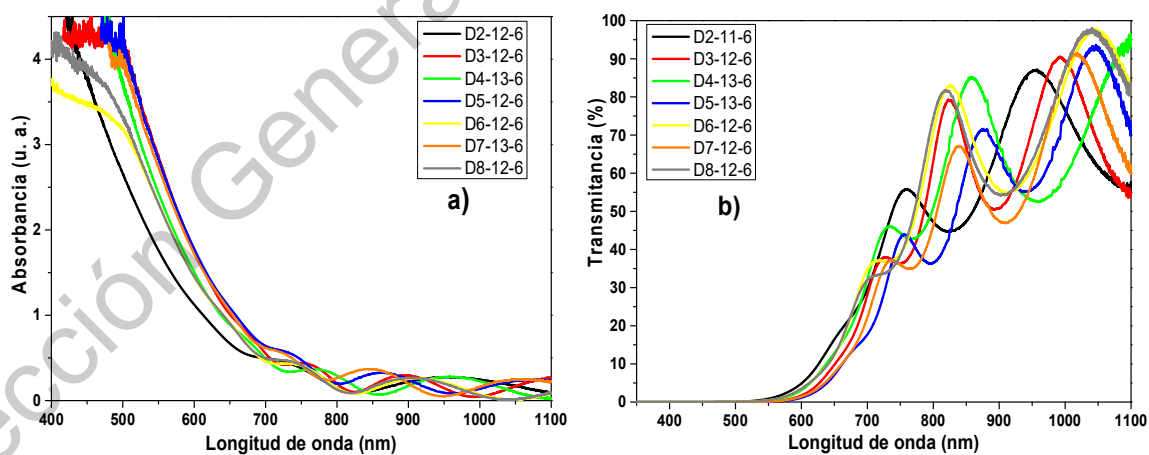 ección Genera
Absorbancia (u. a.)
4
3
2
1
0
400 500 600 700 800 900 1000 1100
Longitud de onda (nm)
D2-12-6
D3-12-6
D4-13-6
D5-12-6
D6-12-6
D7-13-6
D8-12-6
a)
Transmitancia (%)
100
90
80
70
60
50
40
30
20
10
0
400 500 600 700 800 900 1000 1100
Longitud de onda (nm)
D2-11-6
D3-12-6
D4-13-6
D5-13-6
D6-12-6
D7-12-6
D8-12-6
b)